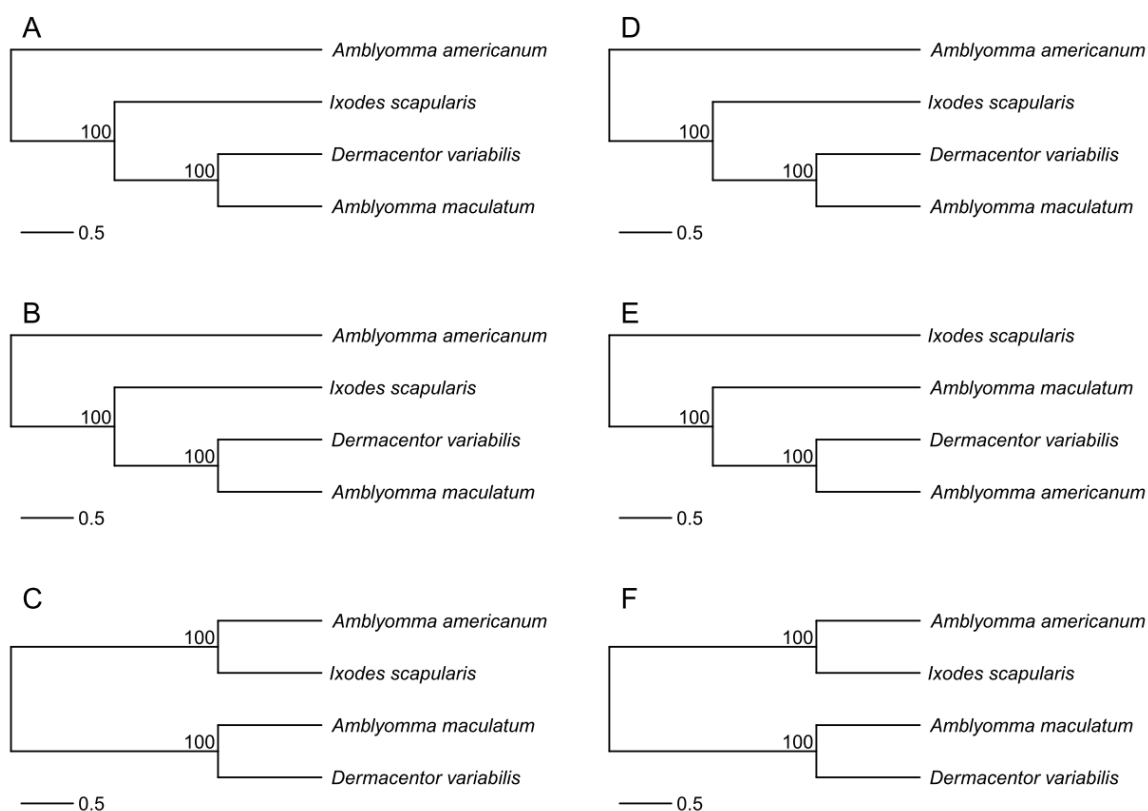 A
Amblyomma americanum
Ixodes scapularis
100
Dermacentor variabilis
100
Amblyomma maculatum
0.5
B
Amblyomma americanum
Ixodes scapularis
100
Dermacentor variabilis
100
Amblyomma maculatum
0.5
C
Amblyomma americanum
100
Ixodes scapularis
Amblyomma maculatum
100
Dermacentor variabilis
0.5
D
Amblyomma americanum
Ixodes scapularis
100
Dermacentor variabilis
100
Amblyomma maculatum
0.5
E
Ixodes scapularis
Amblyomma maculatum
100
Dermacentor variabilis
100
Amblyomma americanum
0.5
F
Amblyomma americanum
100
Ixodes scapularis
Amblyomma maculatum
100
Dermacentor variabilis
0.5